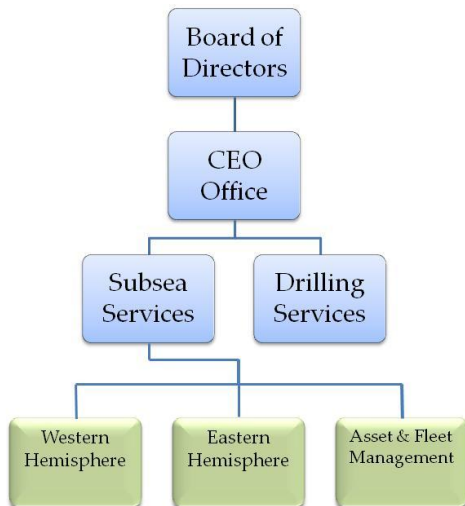 Board of
Directors
CEO
Office
Subsea
Services
Drilling
Services
Western
Hemisphere
Eastern
Hemisphere
Asset & Fleet
Management